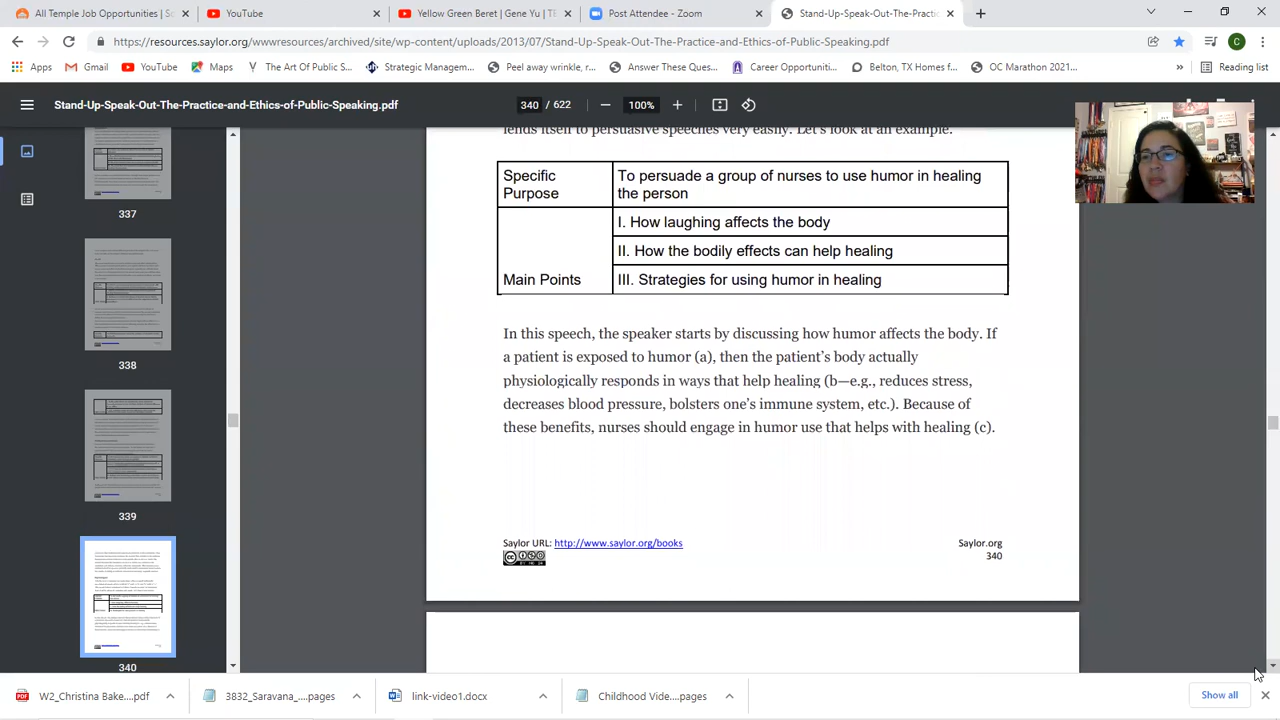 All Temple Job Opportunities | So
YouTube
Yellow Green Beret | Gene Yu | TE
Post Attendee - Zoom
Stand-Up-Speak-Out-The-Practic
https://resources.saylor.org/wwwresources/archived/site/wp-content/uploads/2013/07/Stand-Up-Speak-Out-The-Practice-and-Ethics-of-Public-Speaking.pdf
C
Apps
Gmail
YouTube
Maps
The Art Of Public S...
Strategic Managem...
Peel away wrinkle, r...
Answer These Que...
Career Opportuniti...
Belton, TX Homes f...
OC Marathon 2021...
»
Reading list
Stand-Up-Speak-Out-The-Practice-and-Ethics-of-Public-Speaking.pdf
340 / 622
100%
337
338
339
340
lends itself to persuasive speeches very easily. Let's look at an example.
Specific Purpose
To persuade a group of nurses to use humor in healing
the person
I. How laughing affects the body
II. How the bodily effects can help healing
Main Points
III. Strategies for using humor in healing
In this speech, the speaker starts by discussing how humor affects the body. If
a patient is exposed to humor (a), then the patient's body actually
physiologically responds in ways that help healing (b—e.g., reduces stress,
decreases blood pressure, bolsters one's immune system, etc.). Because of
these benefits, nurses should engage in humor use that helps with healing (c).
Saylor URL: http://www.saylor.org/books
Saylor.org
340
W2_Christina Bake....pdf
3832_Saravana_....pages
link-video1.docx
Childhood Vide....pages
Show all